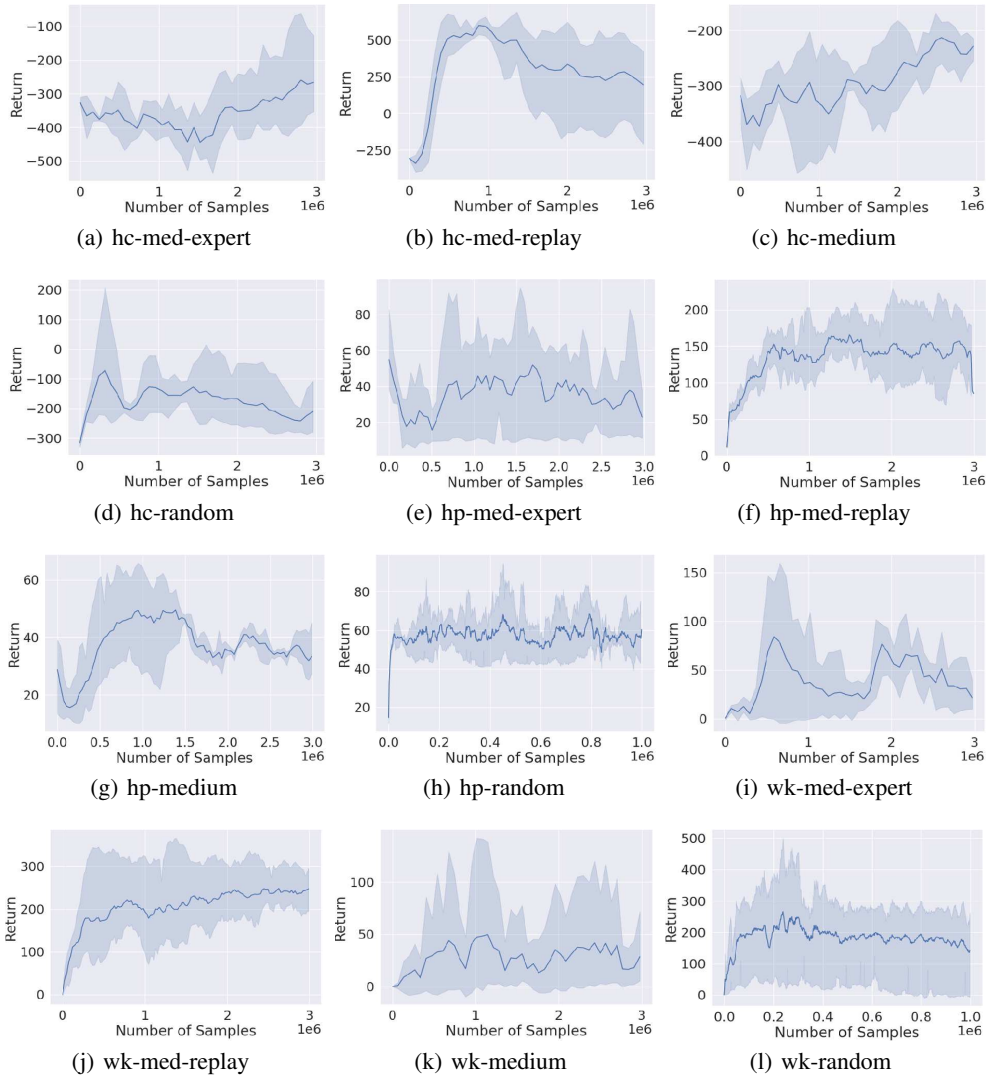 −100
−200
−300
−400
−500
Return
0 1 2 3
Number of Samples 1e6
(a) hc-med-expert
500
250
0
−250
Return
0 1 2 3
Number of Samples 1e6
(b) hc-med-replay
−200
−300
−400
Return
0 1 2 3
Number of Samples 1e6
(c) hc-medium
200
100
0
−100
−200
−300
Return
0 1 2 3
Number of Samples 1e6
(d) hc-random
80
60
40
20
Return
0.0 0.5 1.0 1.5 2.0 2.5 3.0
Number of Samples 1e6
(e) hp-med-expert
200
150
100
50
0
Return
0 1 2 3
Number of Samples 1e6
(f) hp-med-replay
60
40
20
Return
0.0 0.5 1.0 1.5 2.0 2.5 3.0
Number of Samples 1e6
(g) hp-medium
80
60
40
20
Return
0.0 0.2 0.4 0.6 0.8 1.0
Number of Samples 1e6
(h) hp-random
150
100
50
0
Return
0 1 2 3
Number of Samples 1e6
(i) wk-med-expert
300
200
100
0
Return
0 1 2 3
Number of Samples 1e6
(j) wk-med-replay
100
50
0
Return
0 1 2 3
Number of Samples 1e6
(k) wk-medium
500
400
300
200
100
0
Return
0.0 0.2 0.4 0.6 0.8 1.0
Number of Samples 1e6
(l) wk-random